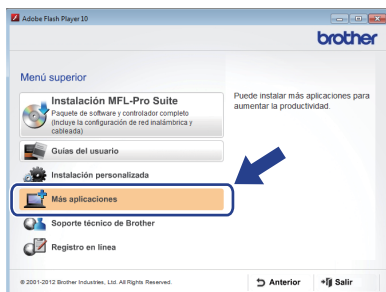 Adobe Flash Player 10
brother
Menú superior
Instalación MFL-Pro Suite
Paquete de software y controlador completo
(Incluye la configuración de red inalámbrica y
cableada)
Guías del usuario
Instalación personalizada
Más aplicaciones
Soporte técnico de Brother
Registro en línea
Puede instalar más aplicaciones para
aumentar la productividad.
© 2001-2012 Brother Industries, Ltd. All Rights Reserved.
Anterior
Salir